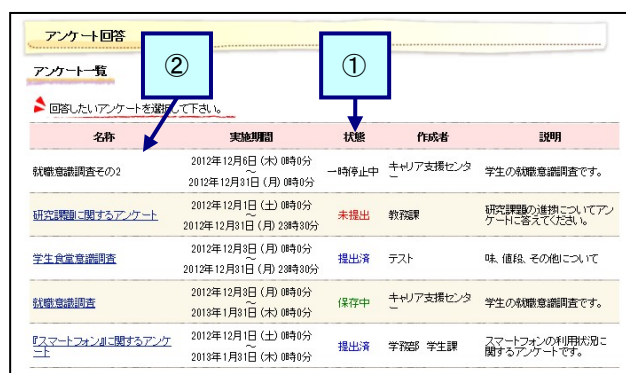 アンケート回答
アンケート一覧
②
①
回答したいアンケートを選択して下さい。
名称 実施期間 状態 作成者 説明
就職意識調査その2 2012年12月6日(木) 0時0分 ～ 2012年12月31日(月) 0時0分 一時停止中 キャリア支援センター 学生の就職意識調査です。
研究課題に関するアンケート 2012年12月1日(土) 0時0分 ～ 2012年12月31日(月) 23時30分 未提出 教務課 研究課題の進捗についてアンケートに答えてください。
学生食堂意識調査 2012年12月3日(月) 0時0分 ～ 2012年12月31日(月) 23時30分 提出済 テスト 味、値段、その他について
就職意識調査 2012年12月3日(月) 0時0分 ～ 2013年1月31日(木) 0時0分 保存中 キャリア支援センター 学生の就職意識調査です。
『スマートフォン』に関するアンケート 2012年12月1日(土) 0時0分 ～ 2013年1月31日(木) 0時0分 提出済 学務部 学生課 スマートフォンの利用状況に関するアンケートです。